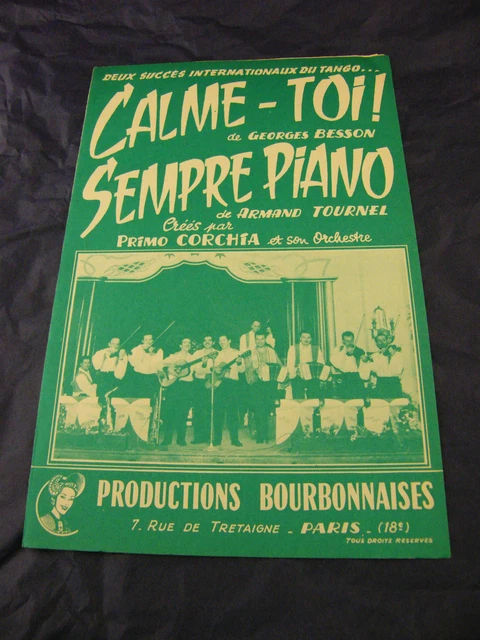 DEUX SUCCÈS INTERNATIONAUX DU TANGO...
CALME - TOi!
de GEORGES BESSON
SEMPRE PiANO
de ARMAND TOURNEL
Créés par
PRIMO CORCHIA et son Orchestre
PRODUCTIONS BOURBONNAISES
7. RUE DE TRETAIGNE - PARIS - (18e)
TOUS DROITS RESERVES